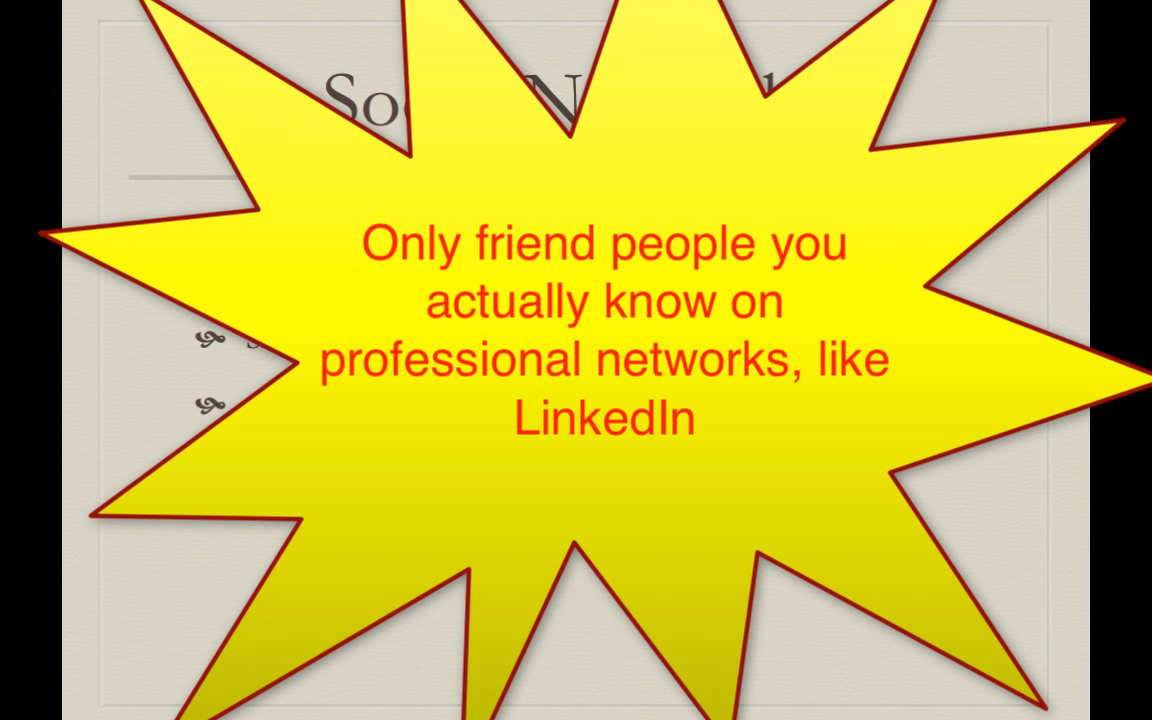 Only friend people you
actually know on
professional networks, like
LinkedIn